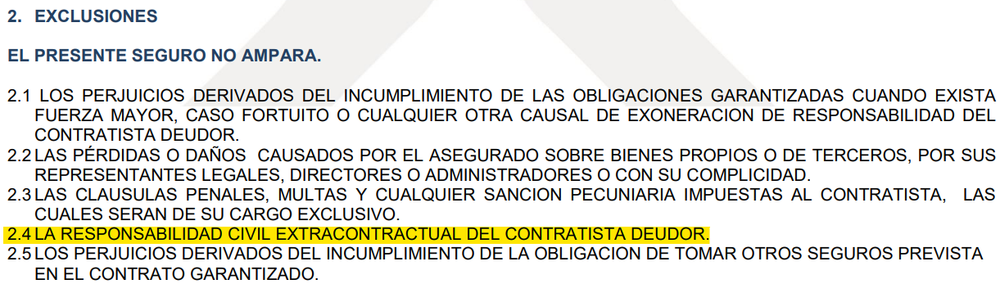 2. EXCLUSIONES
EL PRESENTE SEGURO NO AMPARA.
2.1 LOS PERJUICIOS DERIVADOS DEL INCUMPLIMIENTO DE LAS OBLIGACIONES GARANTIZADAS CUANDO EXISTA
FUERZA MAYOR, CASO FORTUITO O CUALQUIER OTRA CAUSAL DE EXONERACION DE RESPONSABILIDAD DEL
CONTRATISTA DEUDOR.
2.2 LAS PÉRDIDAS O DAÑOS CAUSADOS POR EL ASEGURADO SOBRE BIENES PROPIOS O DE TERCEROS, POR SUS
REPRESENTANTES LEGALES, DIRECTORES O ADMINISTRADORES O CON SU COMPLICIDAD.
2.3 LAS CLAUSULAS PENALES, MULTAS Y CUALQUIER SANCION PECUNIARIA IMPUESTAS AL CONTRATISTA, LAS
CUALES SERAN DE SU CARGO EXCLUSIVO.
2.4 LA RESPONSABILIDAD CIVIL EXTRACONTRACTUAL DEL CONTRATISTA DEUDOR.
2.5 LOS PERJUICIOS DERIVADOS DEL INCUMPLIMIENTO DE LA OBLIGACION DE TOMAR OTROS SEGUROS PREVISTA
EN EL CONTRATO GARANTIZADO.